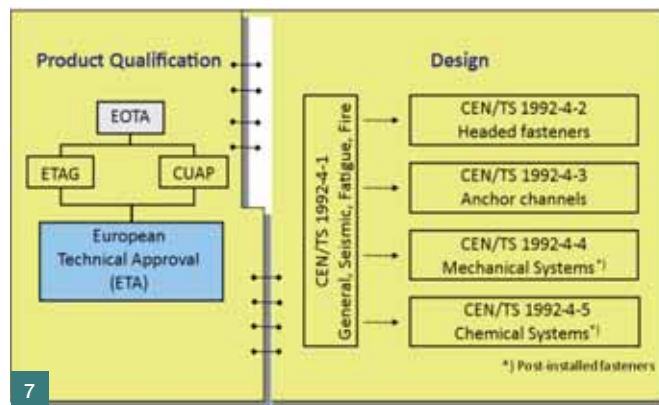 Product Qualification
EOTA
ETAG
CUAP
European
Technical Approval
(ETA)
Design
CEN/TS 1992-4-1
General, Seismic, Fatigue, Fire
CEN/TS 1992-4-2
Headed fasteners
CEN/TS 1992-4-3
Anchor channels
CEN/TS 1992-4-4
Mechanical Systems*)
CEN/TS 1992-4-5
Chemical Systems*)
*) Post-installed fasteners
7